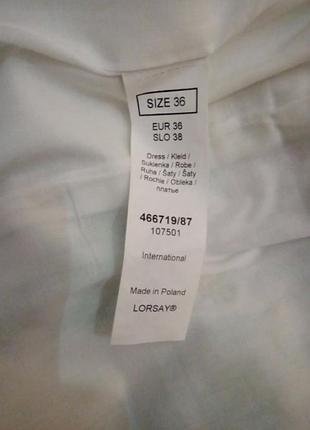 SIZE 36
EUR 36
SLO 38
Dress / Kleid /
Sukienka / Robe /
Ruha / Šaty / Šaty
/ Rochie / Obleka /
платье
466719/87
107501
International
Made in Poland
LORSAY®